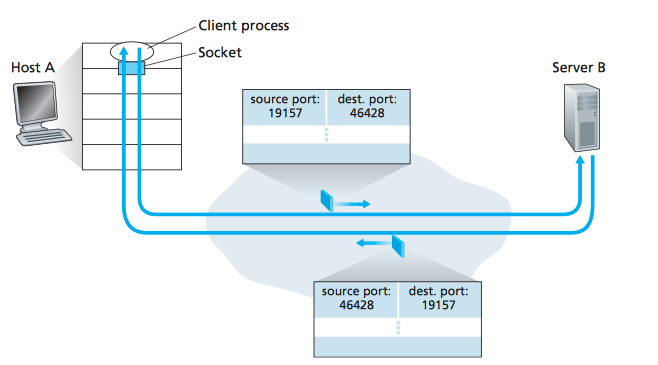 Client process
Socket
Host A
Server B
source port: dest. port:
19157 46428
source port: dest. port:
46428 19157